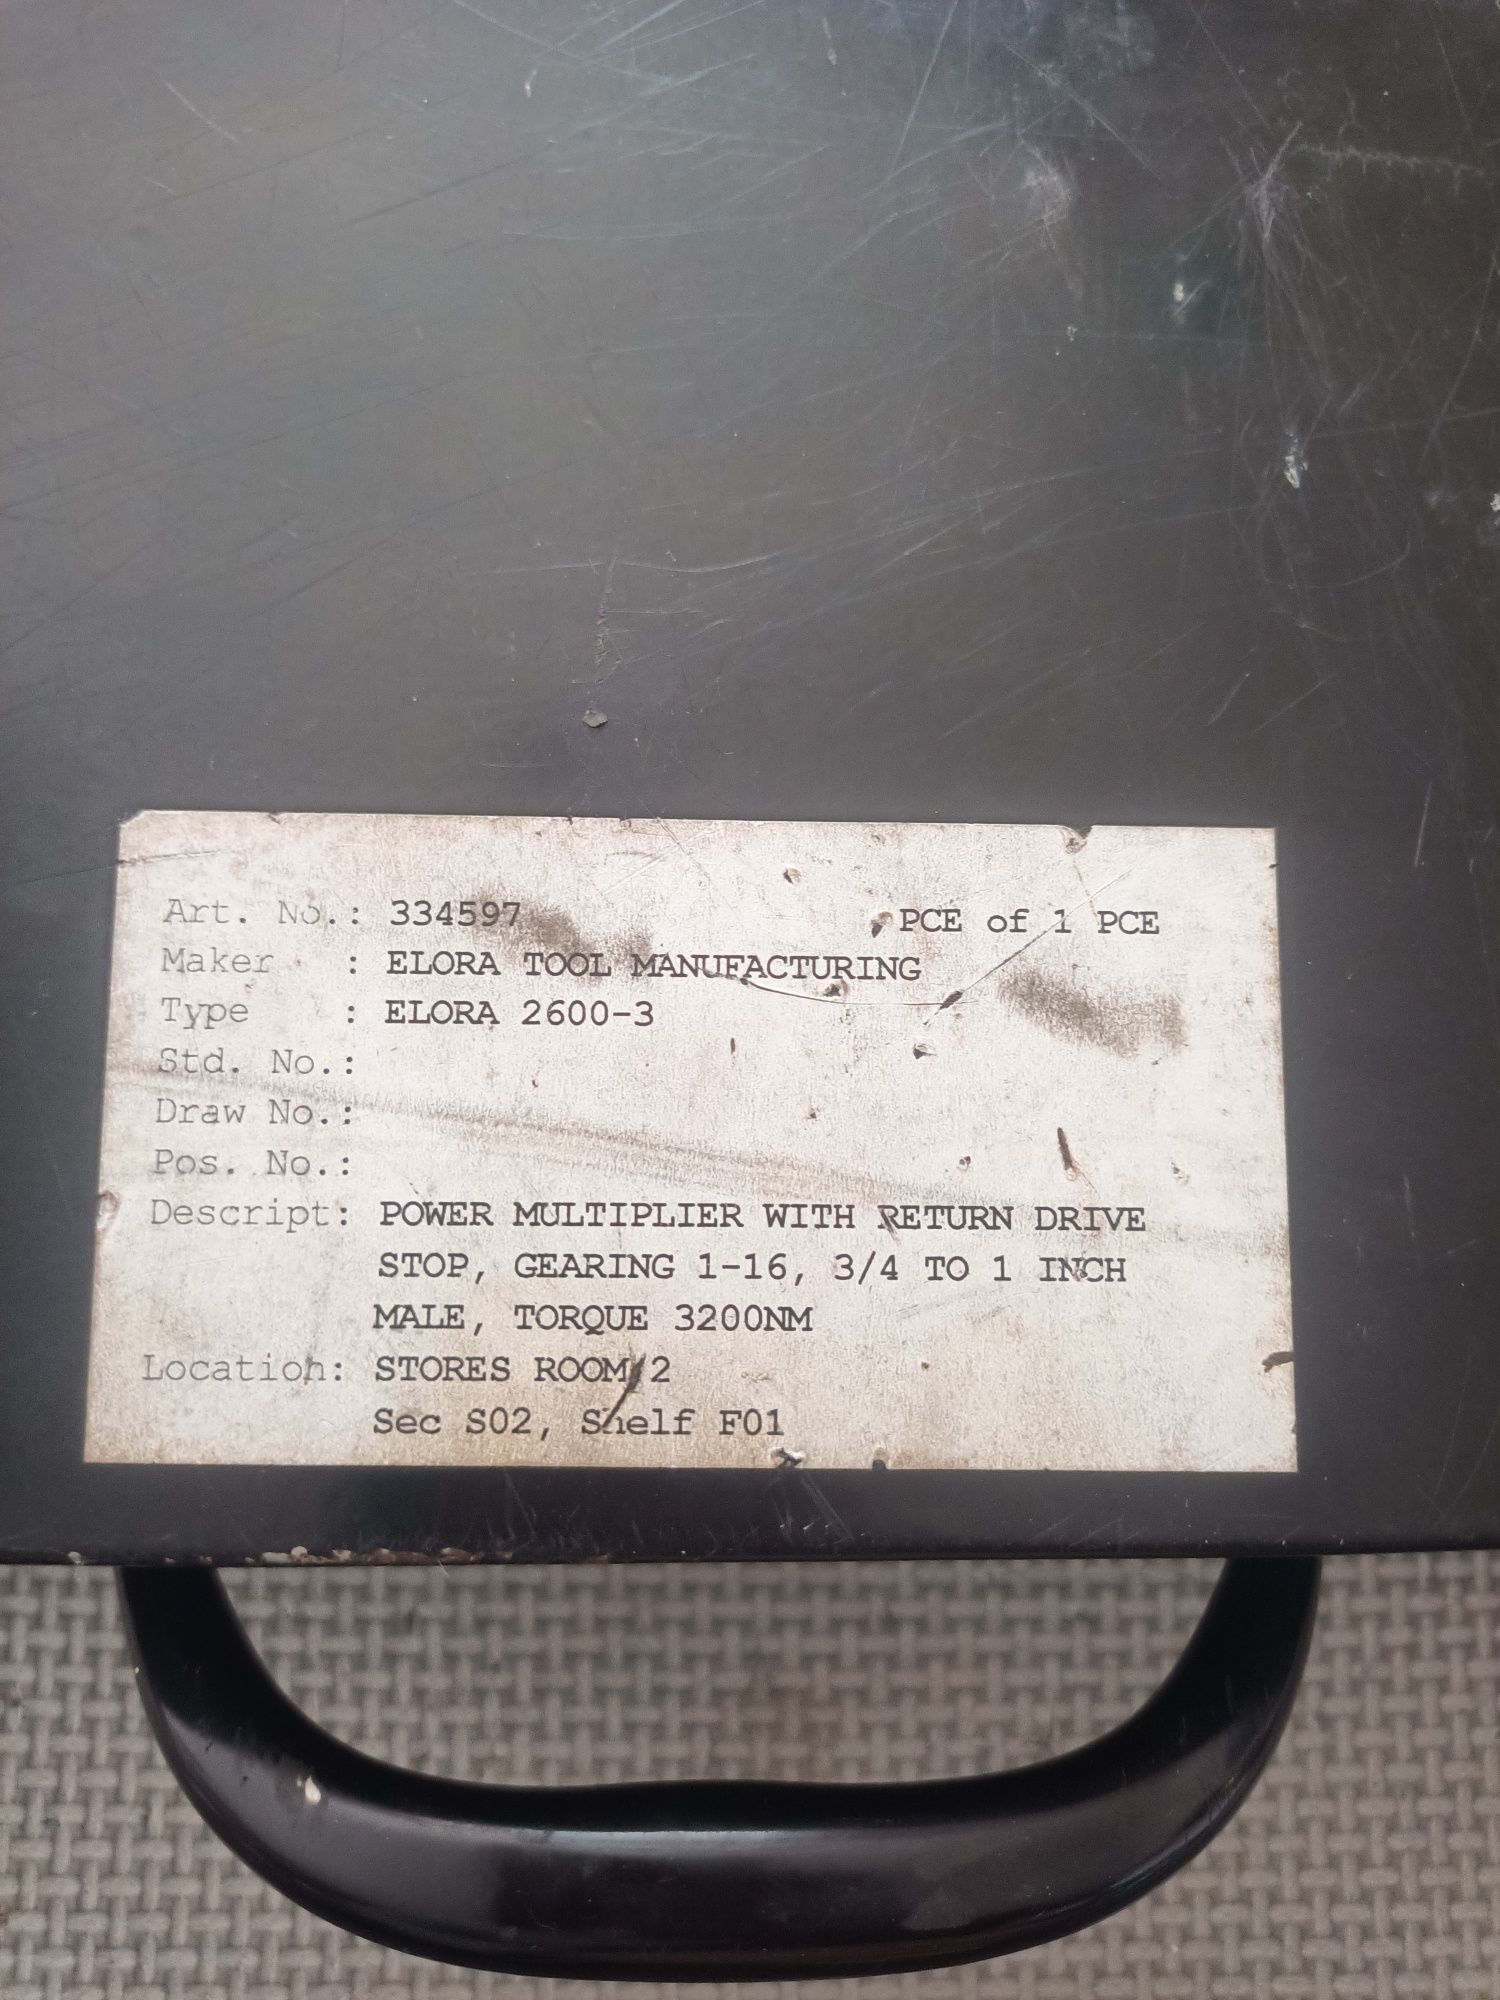 Art. No.: 334597 PCE of 1 PCE
Maker : ELORA TOOL MANUFACTURING
Type : ELORA 2600-3
Std. No.:
Draw No.:
Pos. No.:
Descript: POWER MULTIPLIER WITH RETURN DRIVE
STOP, GEARING 1-16, 3/4 TO 1 INCH
MALE, TORQUE 3200NM
Location: STORES ROOM 2
Sec S02, Shelf F01